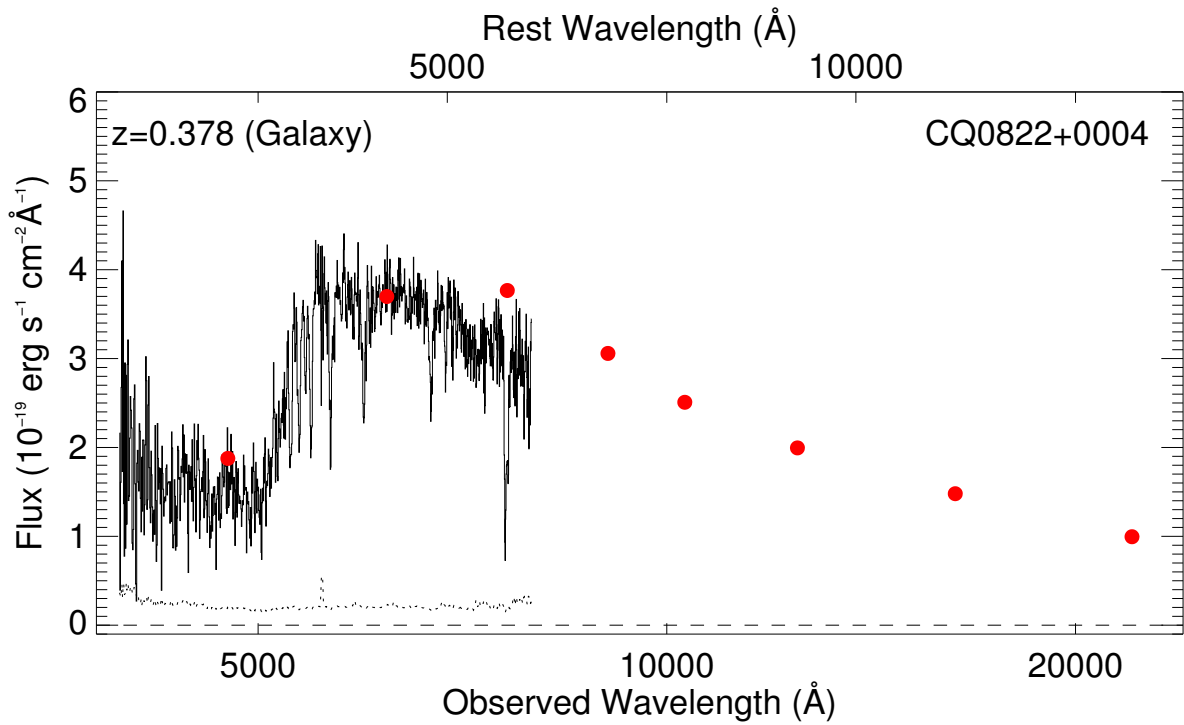 Rest Wavelength (Å)
5000 10000
z=0.378 (Galaxy) CQ0822+0004
6
5
4
3
2
1
0
Flux (10⁻¹⁹ erg s⁻¹ cm⁻²Å⁻¹)
5000 10000 20000
Observed Wavelength (Å)